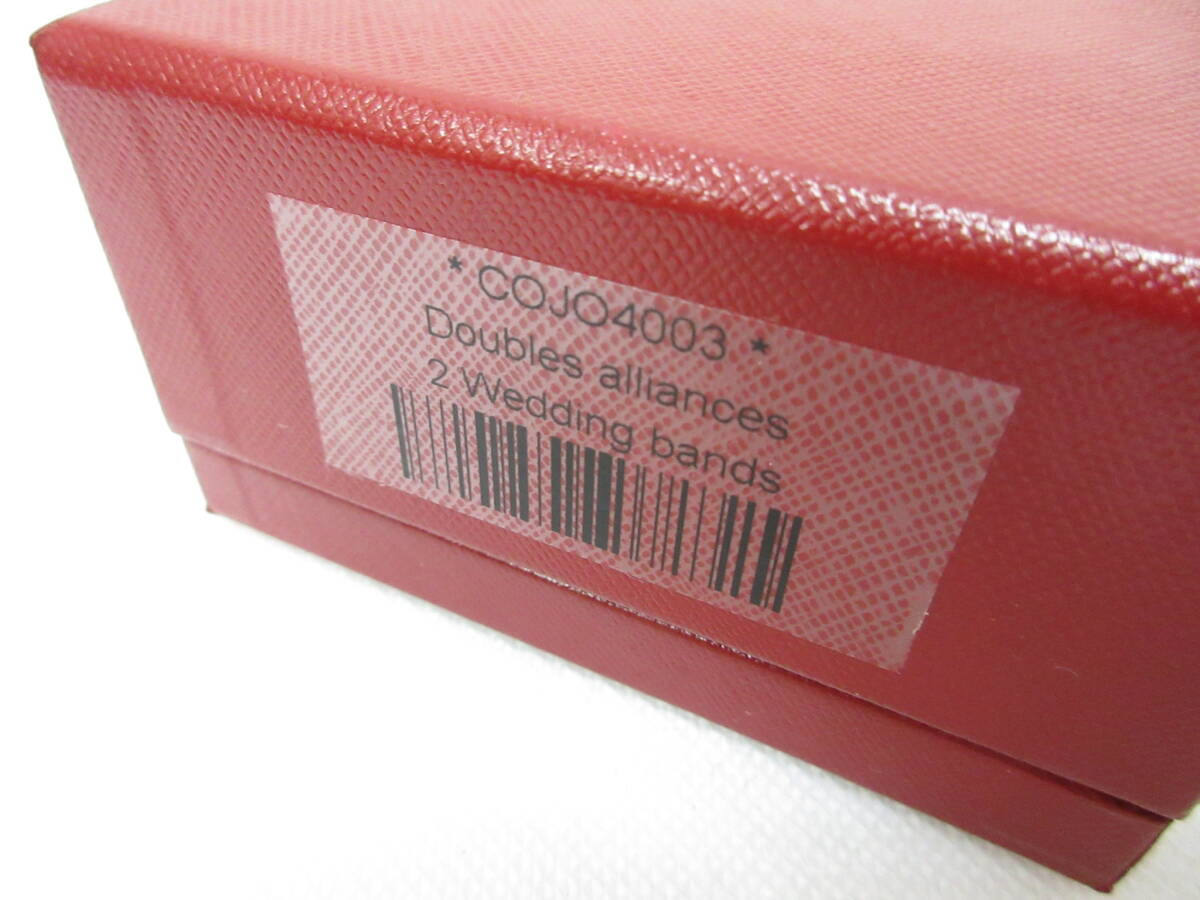 * COJO4003 *
Doubles alliances
2 Wedding bands